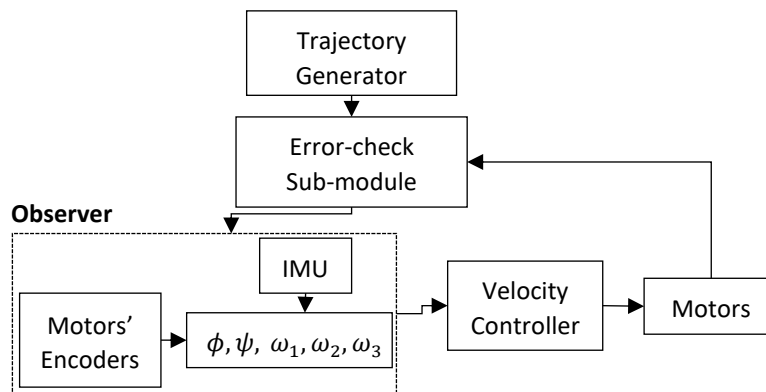 Trajectory
Generator
Error-check
Sub-module
Observer
IMU
Motors'
Encoders
ϕ, ψ, ω₁, ω₂, ω₃
Velocity
Controller
Motors